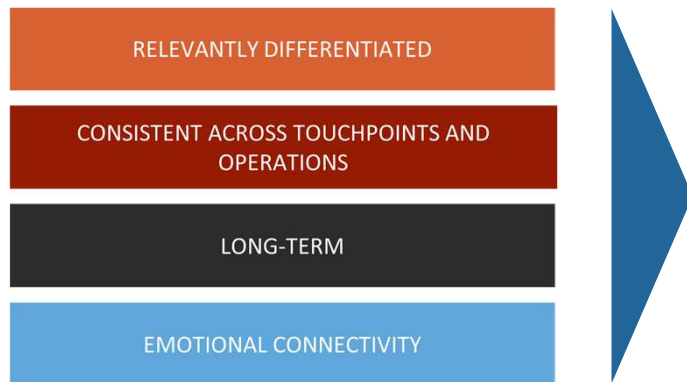 RELEVANTLY DIFFERENTIATED
CONSISTENT ACROSS TOUCHPOINTS AND
OPERATIONS
LONG-TERM
EMOTIONAL CONNECTIVITY